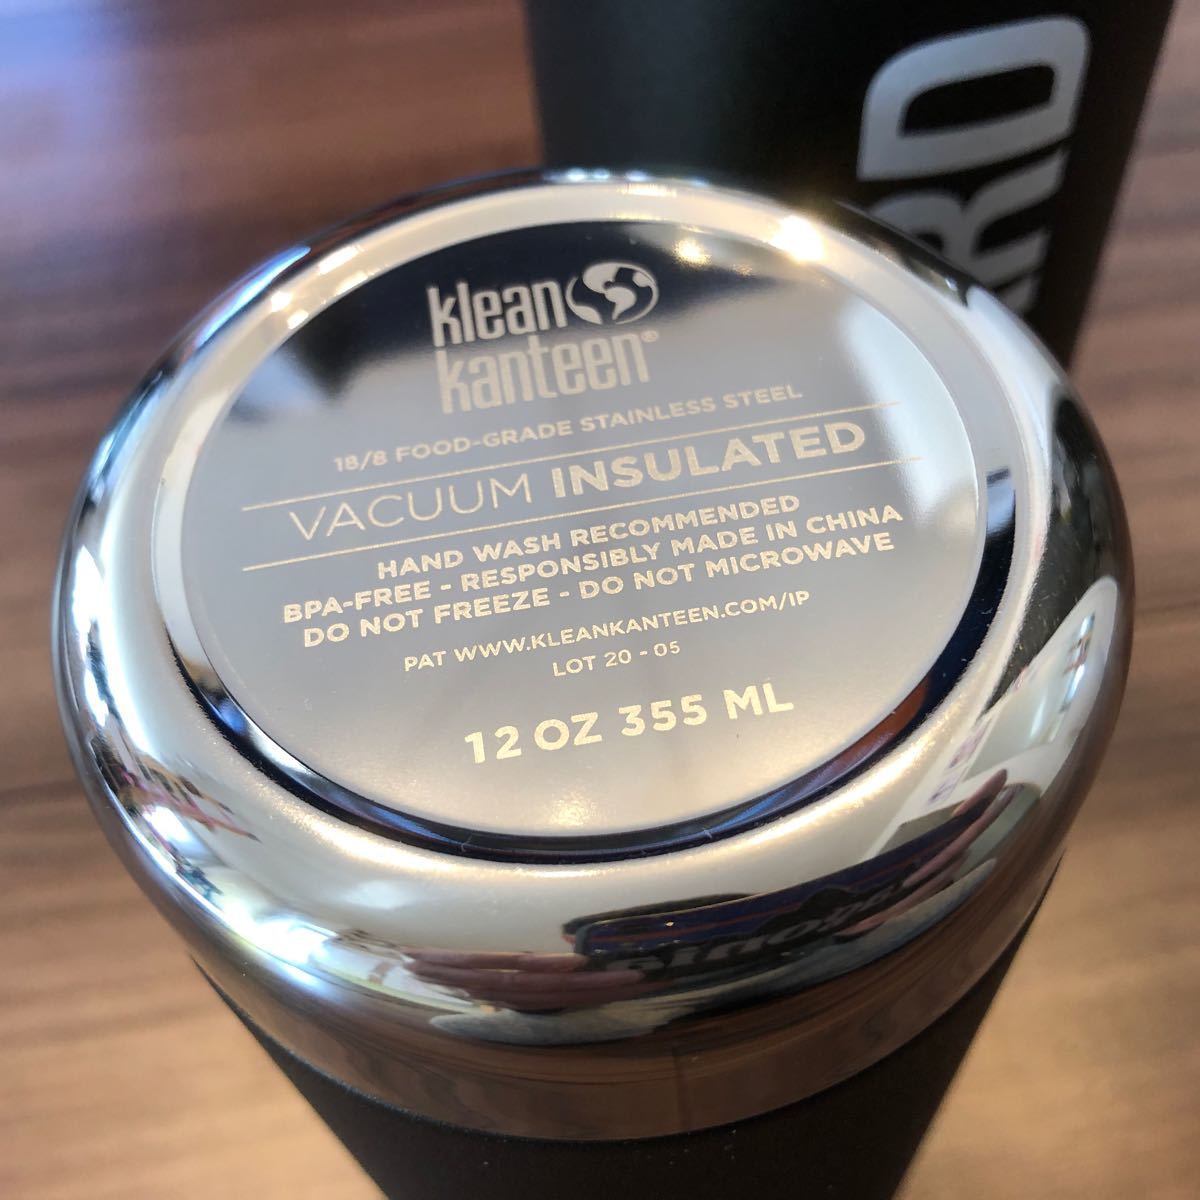 klean
kanteen®
18/8 FOOD-GRADE STAINLESS STEEL
VACUUM INSULATED
HAND WASH RECOMMENDED
BPA-FREE - RESPONSIBLY MADE IN CHINA
DO NOT FREEZE - DO NOT MICROWAVE
PAT WWW.KLEANKANTEEN.COM/IP
LOT 20 - 05
12 OZ 355 ML